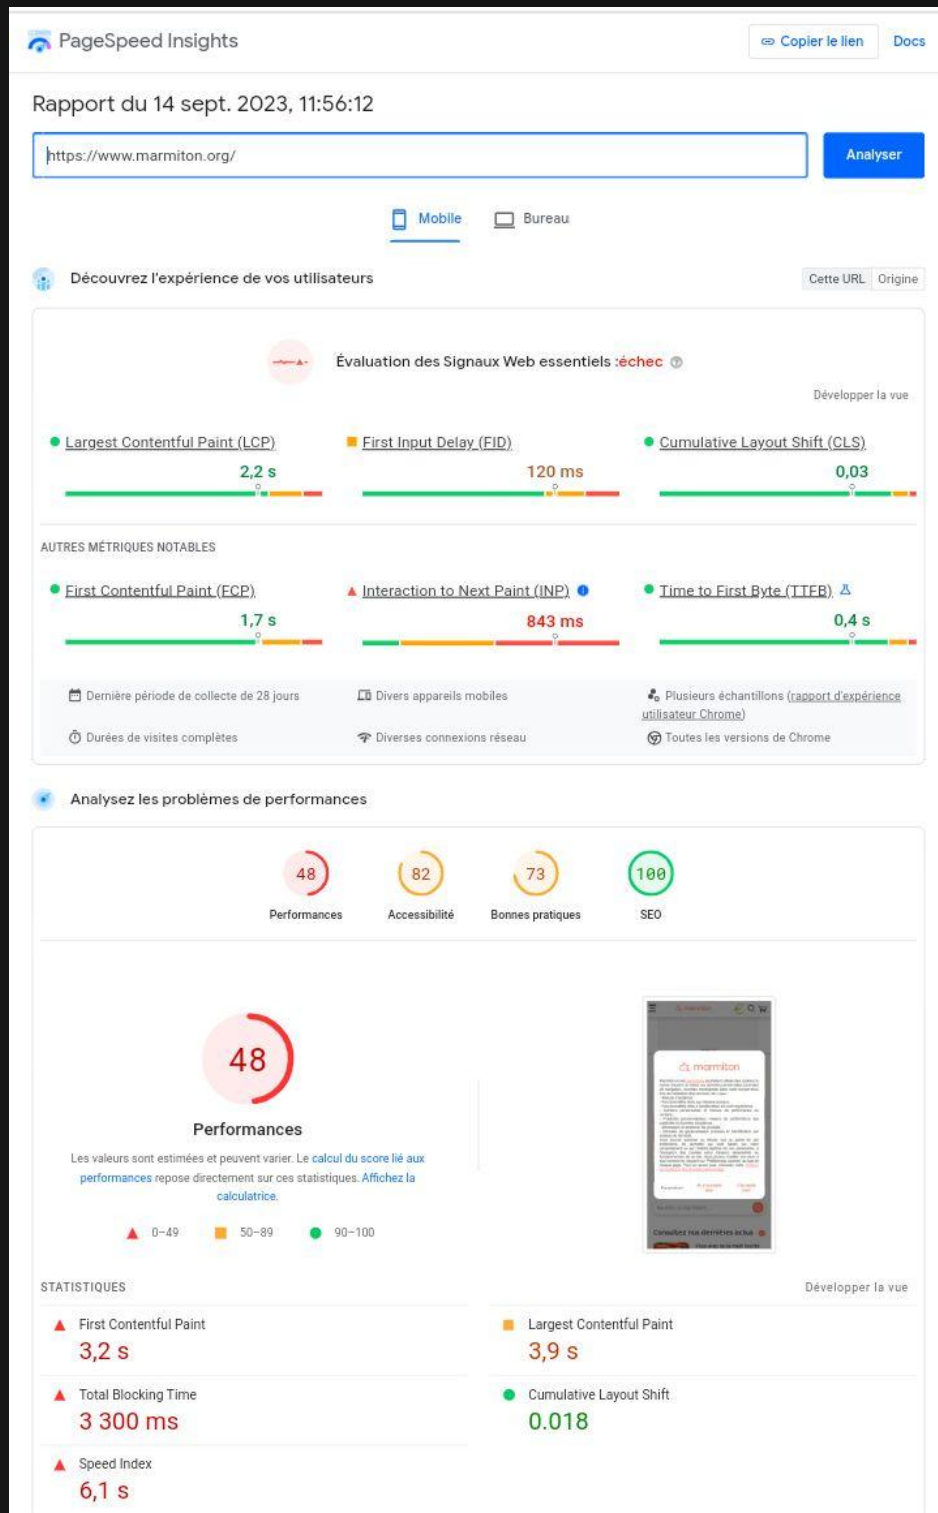 PageSpeed Insights
Copier le lien
Docs
Rapport du 14 sept. 2023, 11:56:12
https://www.marmiton.org/
Analyser
Mobile
Bureau
Découvrez l'expérience de vos utilisateurs
Cette URL
Origine
Évaluation des Signaux Web essentiels :échec
Développer la vue
Largest Contentful Paint (LCP)
2,2 s
First Input Delay (FID)
120 ms
Cumulative Layout Shift (CLS)
0,03
AUTRES MÉTRIQUES NOTABLES
First Contentful Paint (FCP)
1,7 s
Interaction to Next Paint (INP)
843 ms
Time to First Byte (TTFB)
0,4 s
Dernière période de collecte de 28 jours
Divers appareils mobiles
Plusieurs échantillons (rapport d'expérience
utilisateur Chrome)
Durées de visites complètes
Diverses connexions réseau
Toutes les versions de Chrome
Analysez les problèmes de performances
48
82
73
100
Performances
Accessibilité
Bonnes pratiques
SEO
48
Performances
Les valeurs sont estimées et peuvent varier. Le calcul du score lié aux
performances repose directement sur ces statistiques. Affichez la
calculatrice.
0–49
50–89
90–100
marmiton
Consultez nos dernières actus
STATISTIQUES
Développer la vue
First Contentful Paint
3,2 s
Largest Contentful Paint
3,9 s
Total Blocking Time
3 300 ms
Cumulative Layout Shift
0.018
Speed Index
6,1 s